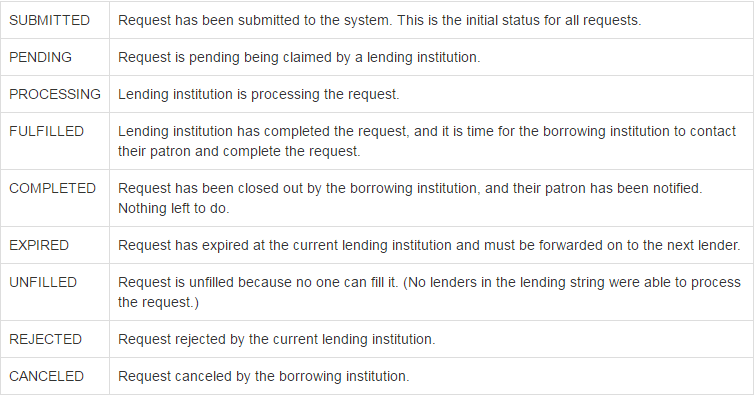 SUBMITTED Request has been submitted to the system. This is the initial status for all requests.
PENDING Request is pending being claimed by a lending institution.
PROCESSING Lending institution is processing the request.
FULFILLED Lending institution has completed the request, and it is time for the borrowing institution to contact
their patron and complete the request.
COMPLETED Request has been closed out by the borrowing institution, and their patron has been notified.
Nothing left to do.
EXPIRED Request has expired at the current lending institution and must be forwarded on to the next lender.
UNFILLED Request is unfilled because no one can fill it. (No lenders in the lending string were able to process
the request.)
REJECTED Request rejected by the current lending institution.
CANCELED Request canceled by the borrowing institution.